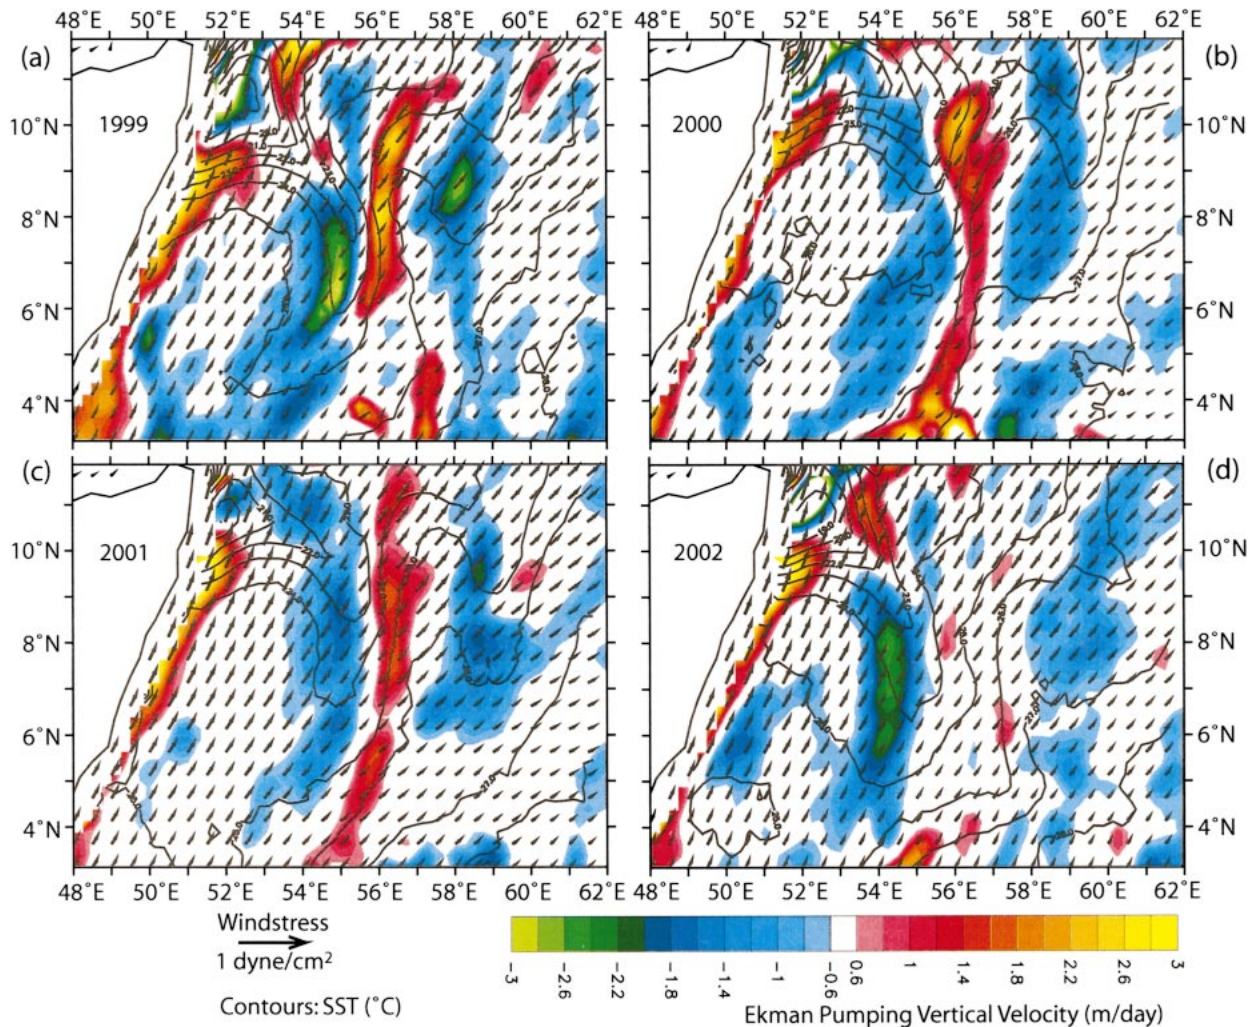 48°E 50°E 52°E 54°E 56°E 58°E 60°E 48°E 50°E 52°E 54°E 56°E 58°E 60°E 62°E
(a) (b)
10°N 1999 2000 10°N
8°N 8°N
6°N 6°N
4°N 4°N
(c) (d)
10°N 2001 2002 10°N
8°N 8°N
6°N 6°N
4°N 4°N
48°E 50°E 52°E 54°E 56°E 58°E 60°E 62°E 48°E 50°E 52°E 54°E 56°E 58°E 60°E 62°E
Windstress
1 dyne/cm²
-3 -2.6 -2.2 -1.8 -1.4 -1 -0.6 0.6 1 1.4 1.8 2.2 2.6 3
Contours: SST (°C) Ekman Pumping Vertical Velocity (m/day)